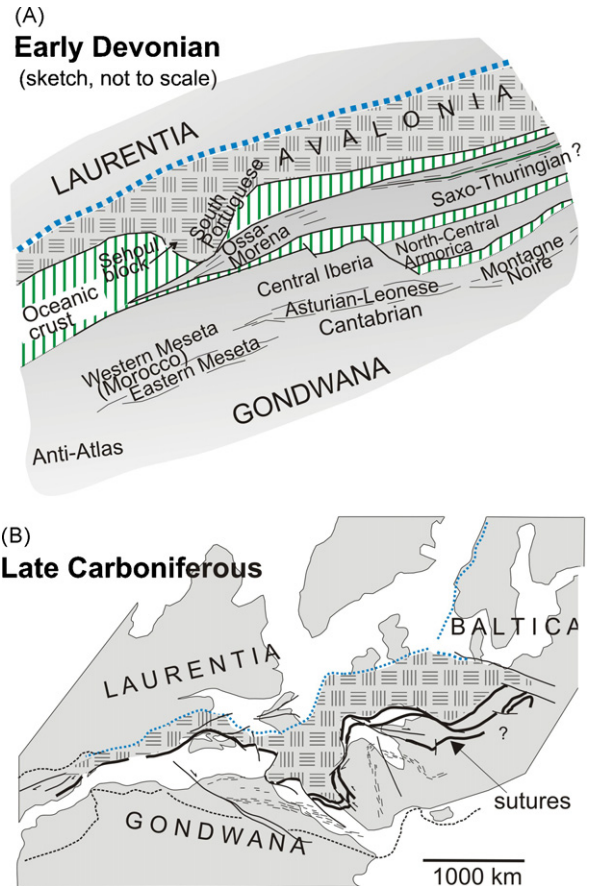 (A)
Early Devonian
(sketch, not to scale)
LAURENTIA
AVALONIA
South
Portuguese
Sehoul
block
Oceanic
crust
Ossa-
Morena
Saxo-Thuringian
?
North-Central
Armorica
Central Iberia
Montagne
Noire
Asturian-Leonese
Cantabrian
Western Meseta
(Morocco)
Eastern Meseta
GONDWANA
Anti-Atlas
(B)
Late Carboniferous
BALTICA
LAURENTIA
?
sutures
GONDWANA
1000 km